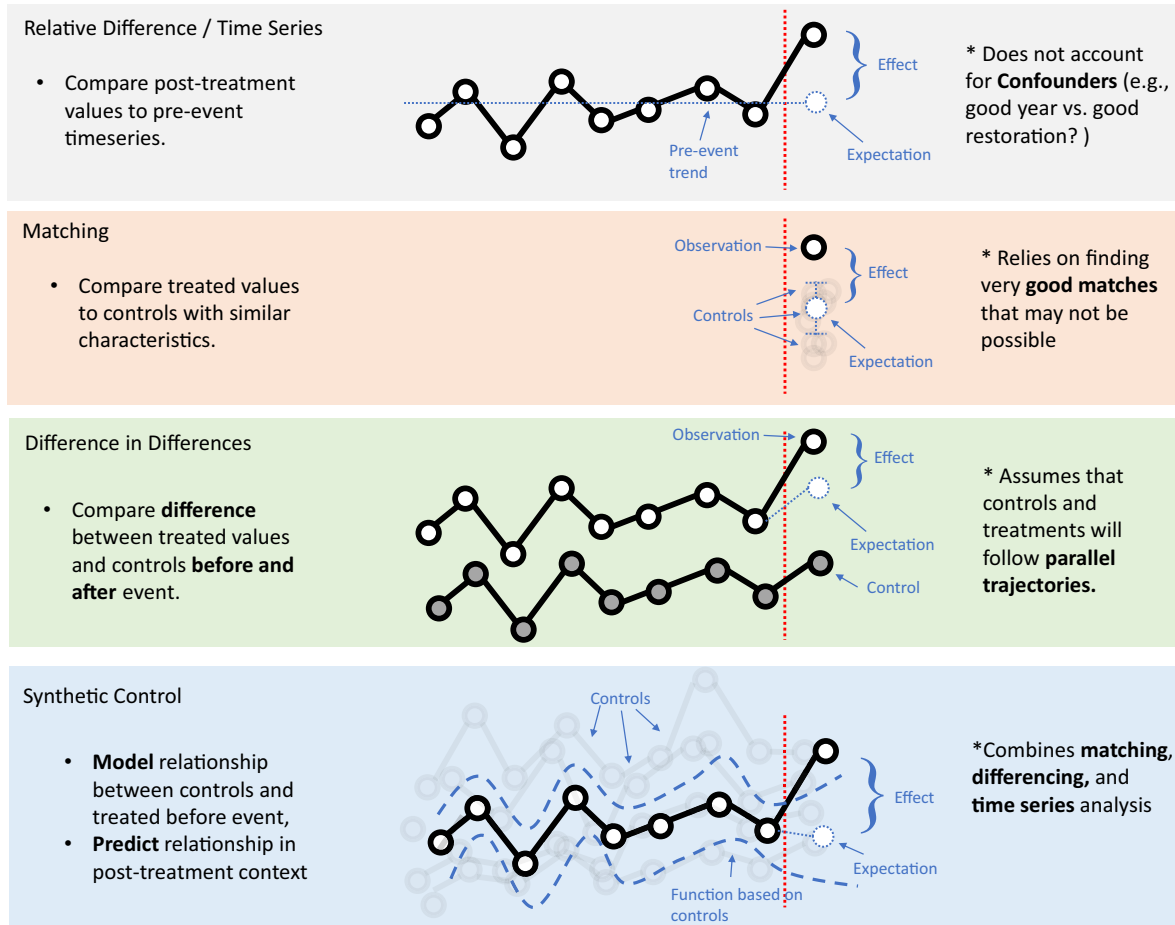 Relative Difference / Time Series
• Compare post-treatment
values to pre-event
timeseries.
Pre-event
trend
Effect
Expectation
* Does not account
for Confounders (e.g.,
good year vs. good
restoration? )
Matching
• Compare treated values
to controls with similar
characteristics.
Observation
Effect
Controls
Expectation
* Relies on finding
very good matches
that may not be
possible
Difference in Differences
• Compare difference
between treated values
and controls before and
after event.
Observation
Effect
Expectation
Control
* Assumes that
controls and
treatments will
follow parallel
trajectories.
Synthetic Control
• Model relationship
between controls and
treated before event,
• Predict relationship in
post-treatment context
Controls
Effect
Expectation
Function based on
controls
*Combines matching,
differencing, and
time series analysis